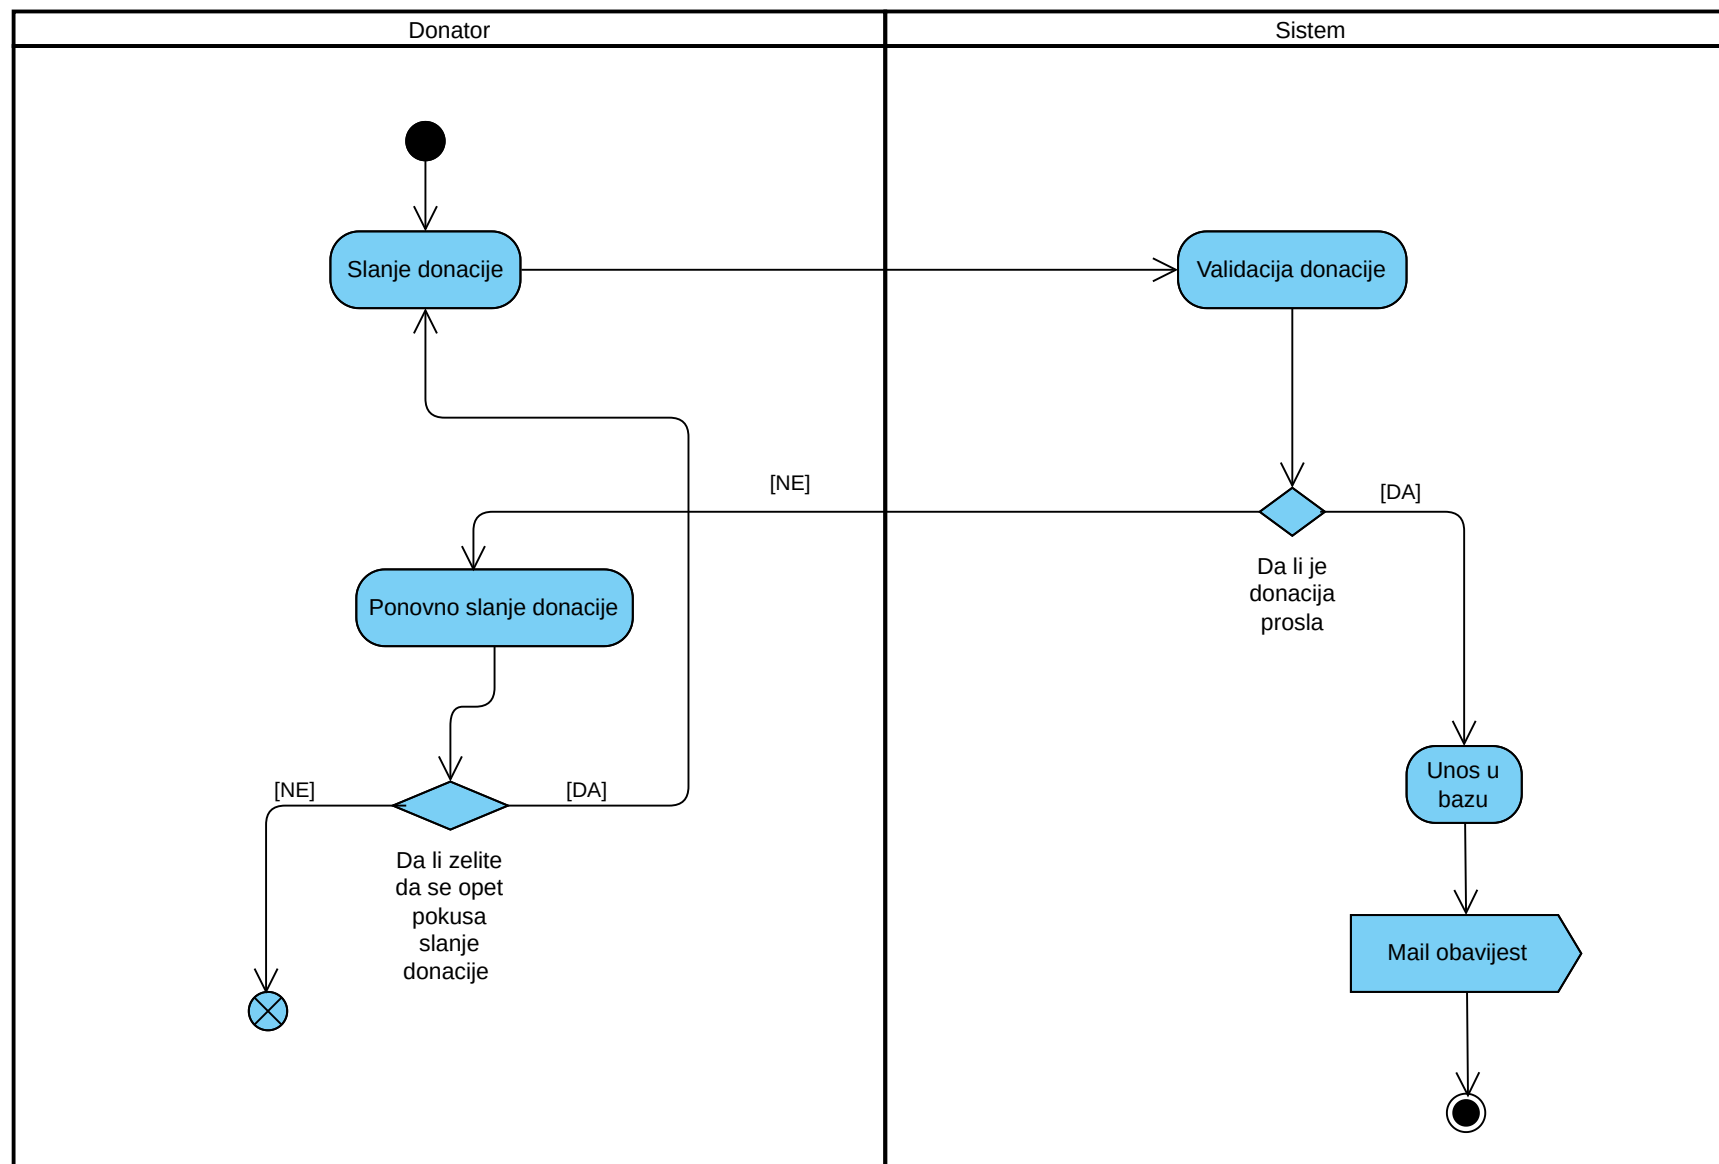 Donator
Sistem
Slanje donacije
Validacija donacije
[NE]
[DA]
Da li je
donacija
prosla
Ponovno slanje donacije
[NE]
[DA]
Da li zelite
da se opet
pokusa
slanje
donacije
Unos u
bazu
Mail obavijest